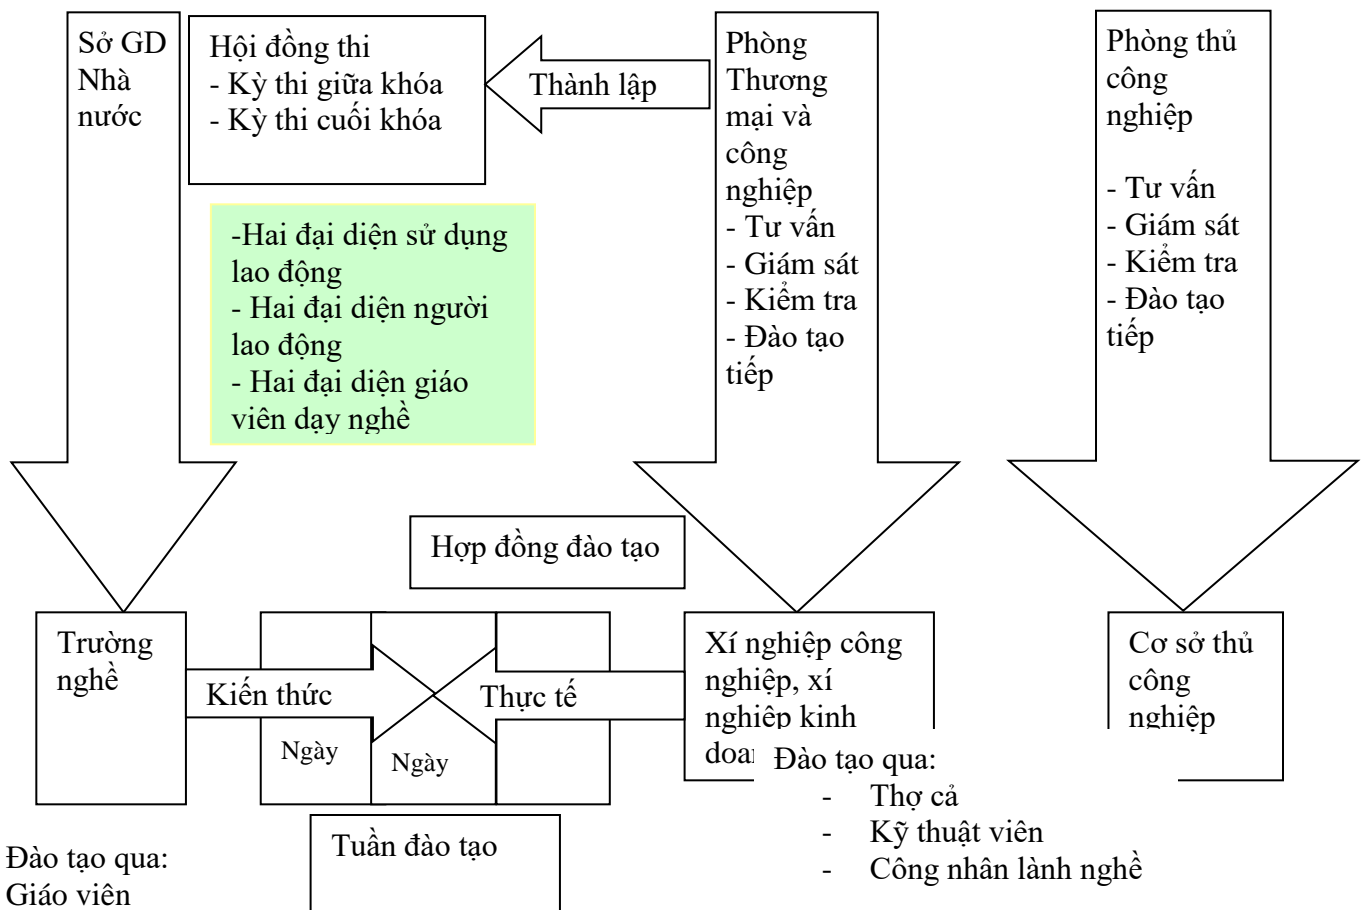 Sở GD
Nhà
nước
Hội đồng thi
- Kỳ thi giữa khóa
- Kỳ thi cuối khóa
Thành lập
Phòng
Thương
mại và
công
nghiệp
- Tư vấn
- Giám sát
- Kiểm tra
- Đào tạo
tiếp
Phòng thủ
công
nghiệp
- Tư vấn
- Giám sát
- Kiểm tra
- Đào tạo
tiếp
-Hai đại diện sử dụng
lao động
- Hai đại diện người
lao động
- Hai đại diện giáo
viên dạy nghề
Hợp đồng đào tạo
Trường
nghề
Kiến thức
Thực tế
Ngày
Ngày
Xí nghiệp công
nghiệp, xí
nghiệp kinh
Cơ sở thủ
công
nghiệp
Đào tạo qua:
- Thợ cả
- Kỹ thuật viên
- Công nhân lành nghề
Tuần đào tạo
Đào tạo qua:
Giáo viên